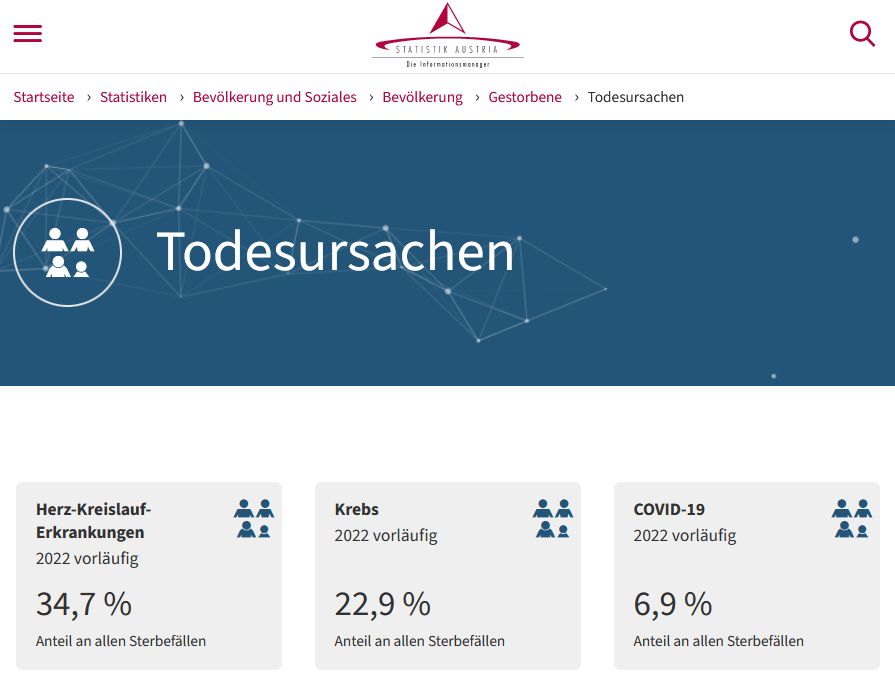 STATISTIK AUSTRIA
Die Informationsmanager
Startseite › Statistiken › Bevölkerung und Soziales › Bevölkerung › Gestorbene › Todesursachen
Todesursachen
Herz-Kreislauf-
Erkrankungen
2022 vorläufig
34,7 %
Anteil an allen Sterbefällen
Krebs
2022 vorläufig
22,9 %
Anteil an allen Sterbefällen
COVID-19
2022 vorläufig
6,9 %
Anteil an allen Sterbefällen